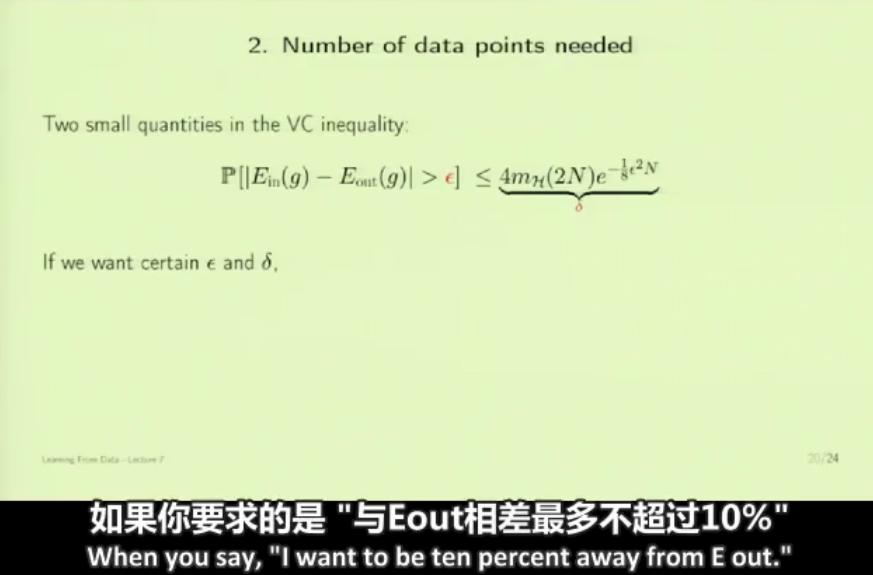 2. Number of data points needed
Two small quantities in the VC inequality:
ℙ[|E_in(g) − E_out(g)| > ϵ] ≤ 4m_ℋ(2N)e^{−⅛ϵ²N}
δ
If we want certain ϵ and δ,
Learning From Data - Lecture 7
20/24
如果你要求的是 "与Eout相差最多不超过10%"
When you say, "I want to be ten percent away from E out."